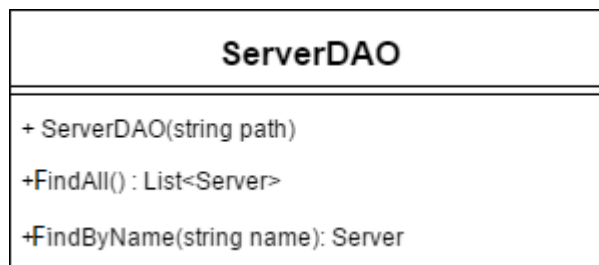 ServerDAO
+ ServerDAO(string path)
+FindAll() : List<Server>
+FindByName(string name): Server